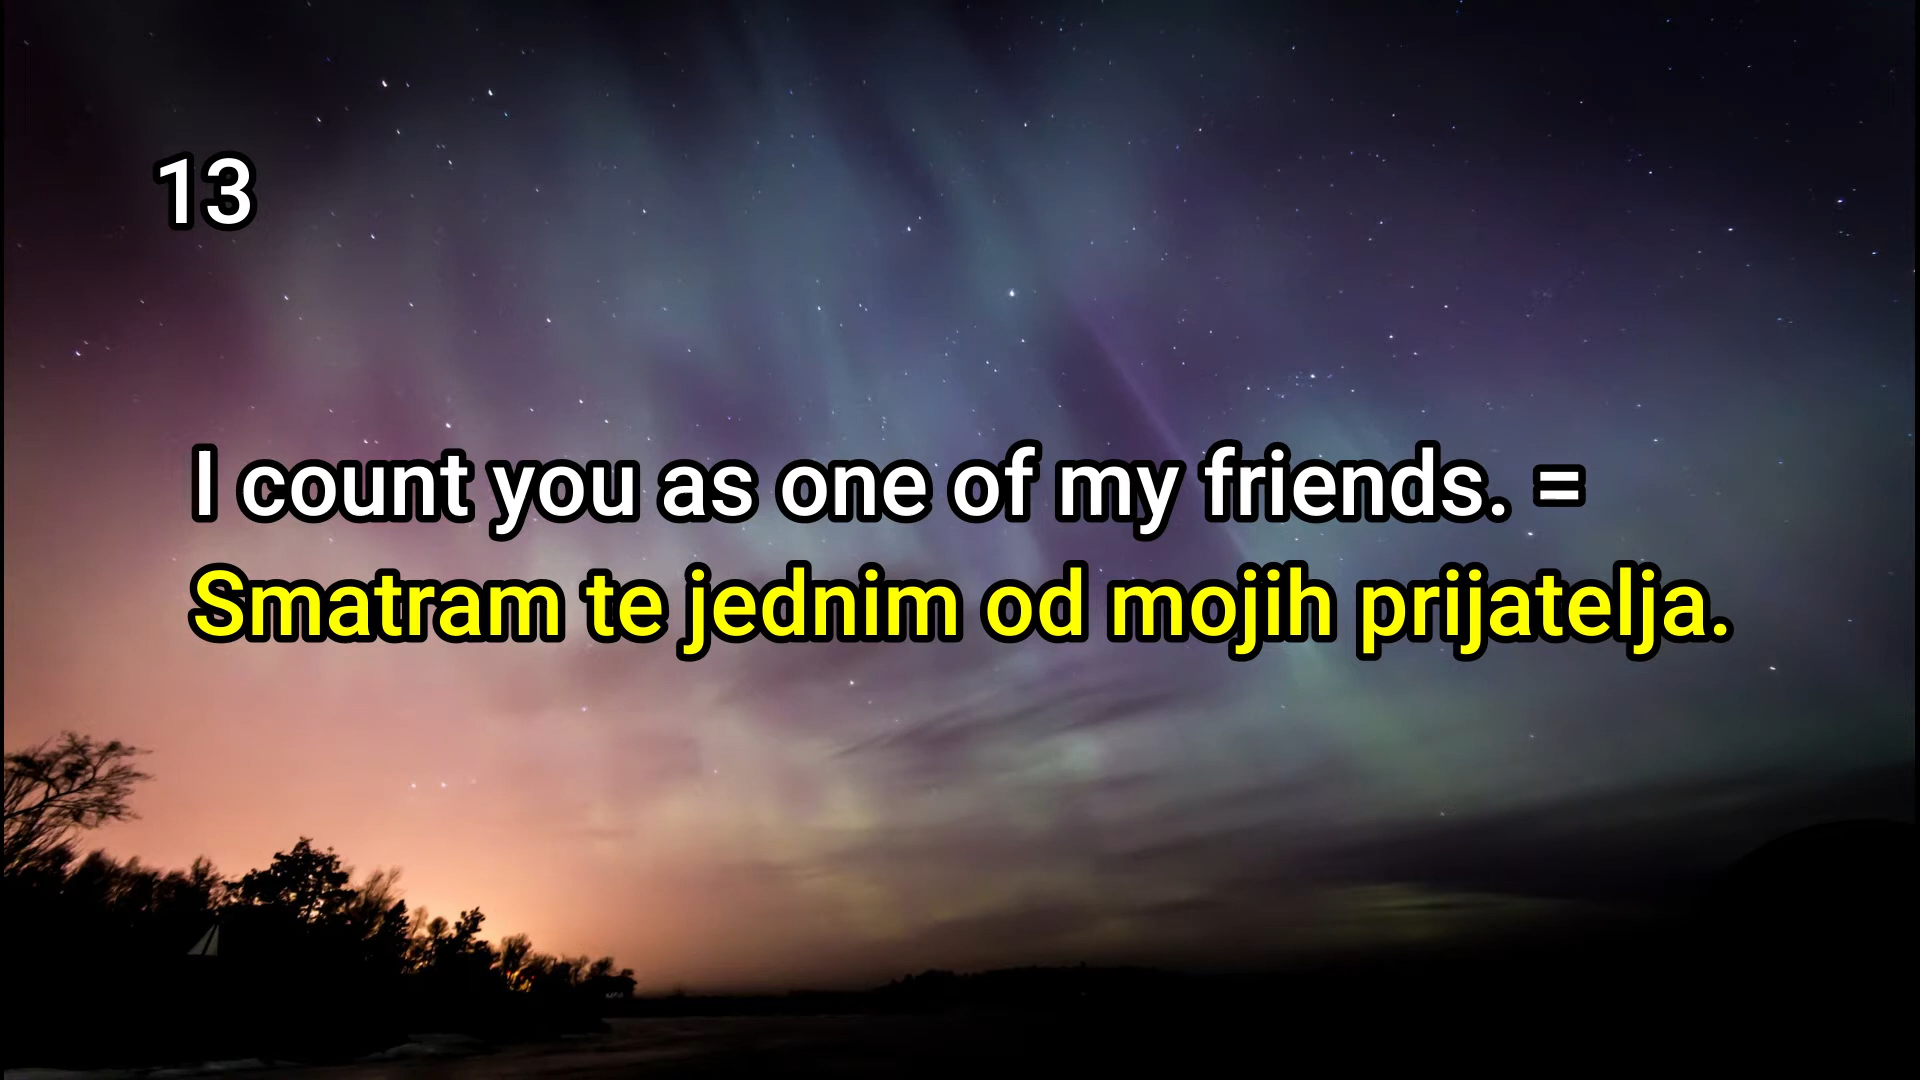 13
I count you as one of my friends. =
Smatram te jednim od mojih prijatelja.